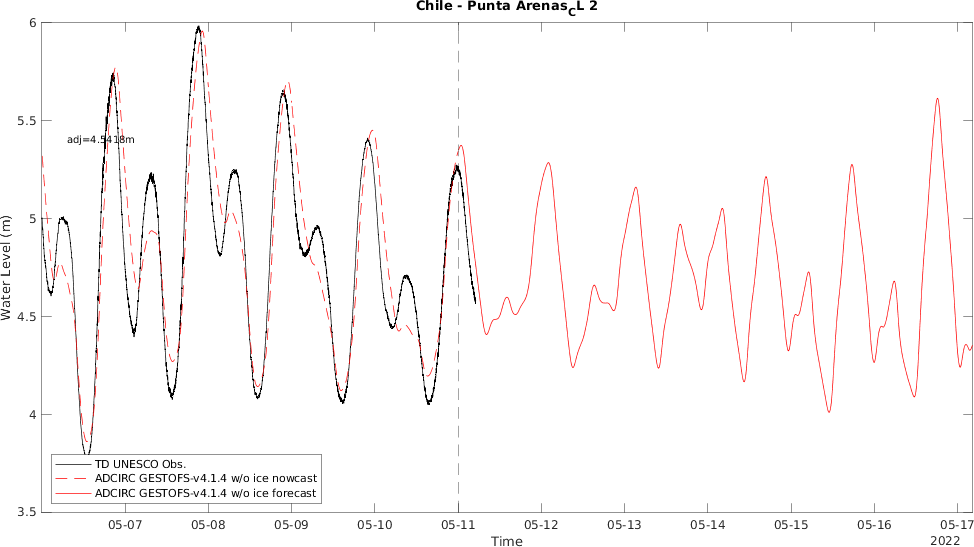 Chile - Punta Arenas_CL 2
6
5.5
5
4.5
4
3.5
Water Level (m)
adj=4.5418m
TD UNESCO Obs.
ADCIRC GESTOFS-v4.1.4 w/o ice nowcast
ADCIRC GESTOFS-v4.1.4 w/o ice forecast
05-07 05-08 05-09 05-10 05-11 05-12 05-13 05-14 05-15 05-16 05-17
Time
2022